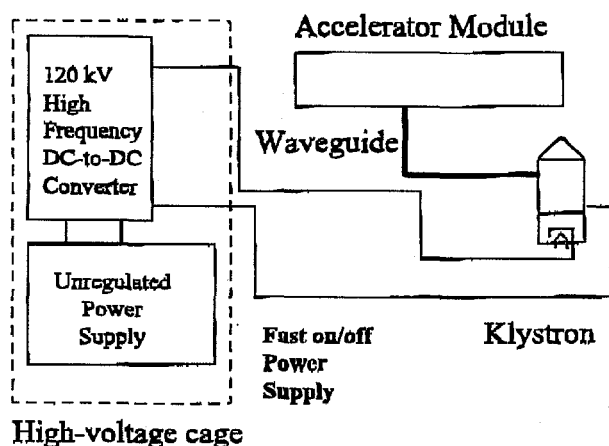 Accelerator Module
120 kV
High
Frequency
DC-to-DC
Converter
Waveguide
Unregulated
Power
Supply
Fast on/off
Power
Supply
Klystron
High-voltage cage